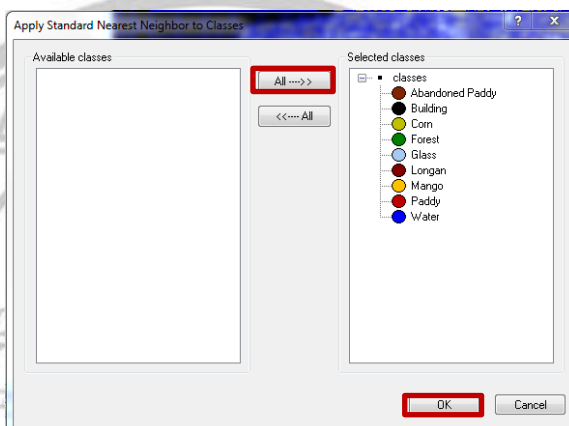 Apply Standard Nearest Neighbor to Classes
? X
Available classes
Selected classes
All ---->>
<<---- All
classes
Abandoned Paddy
Building
Corn
Forest
Glass
Longan
Mango
Paddy
Water
OK
Cancel